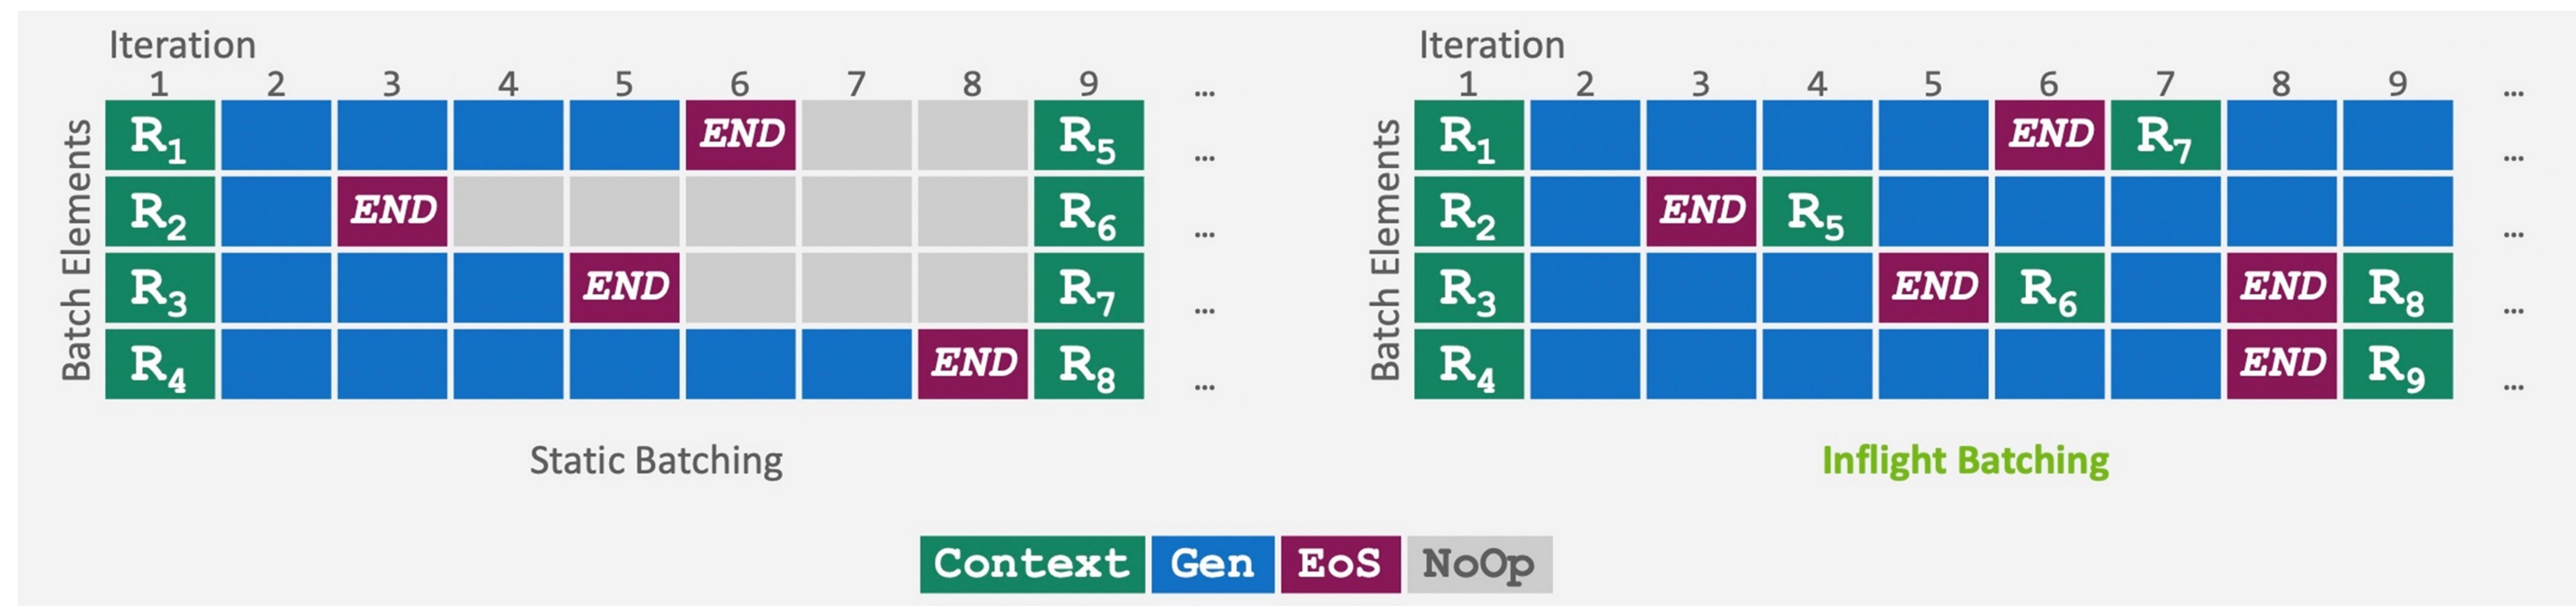 Iteration
1 2 3 4 5 6 7 8 9 ...
Batch Elements
R1 END R5 ...
R2 END R6 ...
R3 END R7 ...
R4 END R8 ...
Static Batching
Iteration
1 2 3 4 5 6 7 8 9 ...
Batch Elements
R1 END R7 ...
R2 END R5 ...
R3 END R6 END R8 ...
R4 END R9 ...
Inflight Batching
Context Gen EoS NoOp